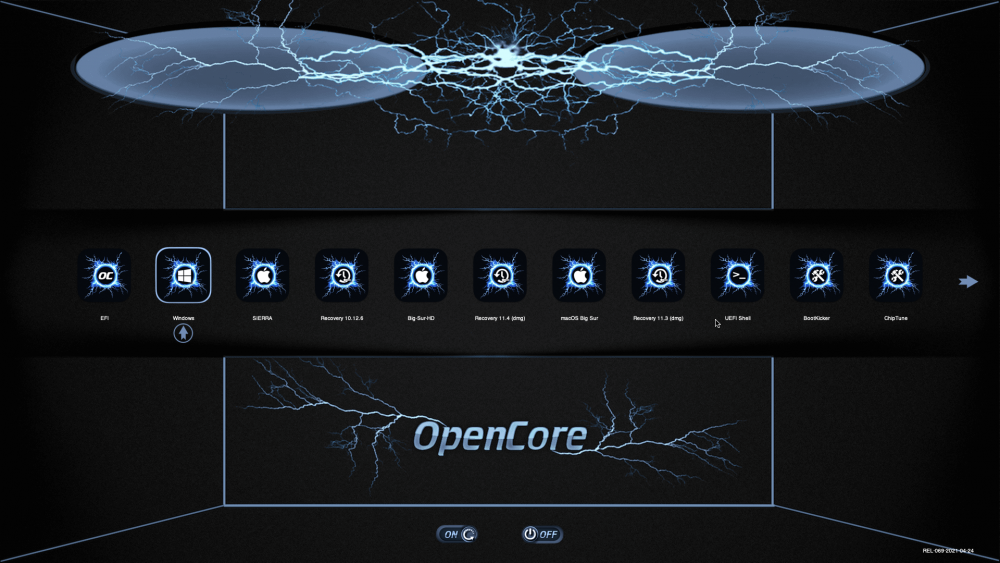 OC
>_
EFI
Windows
SIERRA
Recovery 10.12.6
Big-Sur-HD
Recovery 11.4 (dmg)
macOS Big Sur
Recovery 11.3 (dmg)
UEFI Shell
BootKicker
ChipTune
OpenCore
ON
OFF
REL-069-2021-04-24